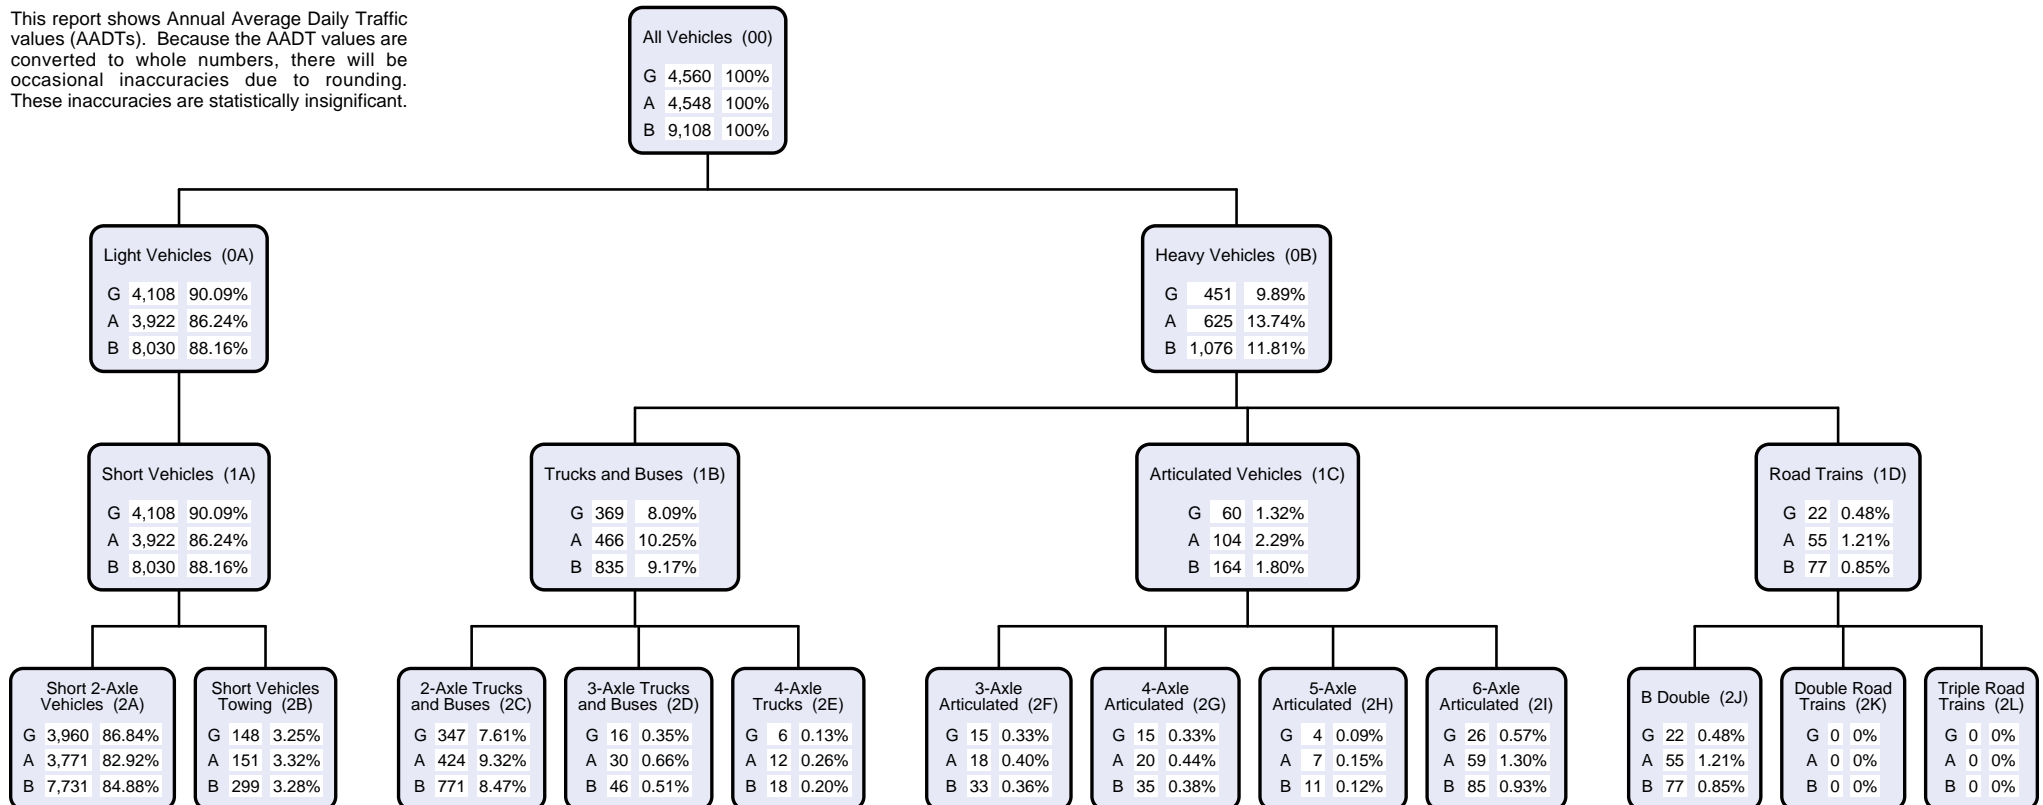 This report shows Annual Average Daily Traffic
values (AADTs). Because the AADT values are
converted to whole numbers, there will be
occasional inaccuracies due to rounding.
These inaccuracies are statistically insignificant.
All Vehicles (00)
G 4,560 100%
A 4,548 100%
B 9,108 100%
Light Vehicles (0A)
G 4,108 90.09%
A 3,922 86.24%
B 8,030 88.16%
Heavy Vehicles (0B)
G 451 9.89%
A 625 13.74%
B 1,076 11.81%
Short Vehicles (1A)
G 4,108 90.09%
A 3,922 86.24%
B 8,030 88.16%
Trucks and Buses (1B)
G 369 8.09%
A 466 10.25%
B 835 9.17%
Articulated Vehicles (1C)
G 60 1.32%
A 104 2.29%
B 164 1.80%
Road Trains (1D)
G 22 0.48%
A 55 1.21%
B 77 0.85%
Short 2-Axle
Vehicles (2A)
G 3,960 86.84%
A 3,771 82.92%
B 7,731 84.88%
Short Vehicles
Towing (2B)
G 148 3.25%
A 151 3.32%
B 299 3.28%
2-Axle Trucks
and Buses (2C)
G 347 7.61%
A 424 9.32%
B 771 8.47%
3-Axle Trucks
and Buses (2D)
G 16 0.35%
A 30 0.66%
B 46 0.51%
4-Axle
Trucks (2E)
G 6 0.13%
A 12 0.26%
B 18 0.20%
3-Axle
Articulated (2F)
G 15 0.33%
A 18 0.40%
B 33 0.36%
4-Axle
Articulated (2G)
G 15 0.33%
A 20 0.44%
B 35 0.38%
5-Axle
Articulated (2H)
G 4 0.09%
A 7 0.15%
B 11 0.12%
6-Axle
Articulated (2I)
G 26 0.57%
A 59 1.30%
B 85 0.93%
B Double (2J)
G 22 0.48%
A 55 1.21%
B 77 0.85%
Double Road
Trains (2K)
G 0 0%
A 0 0%
B 0 0%
Triple Road
Trains (2L)
G 0 0%
A 0 0%
B 0 0%